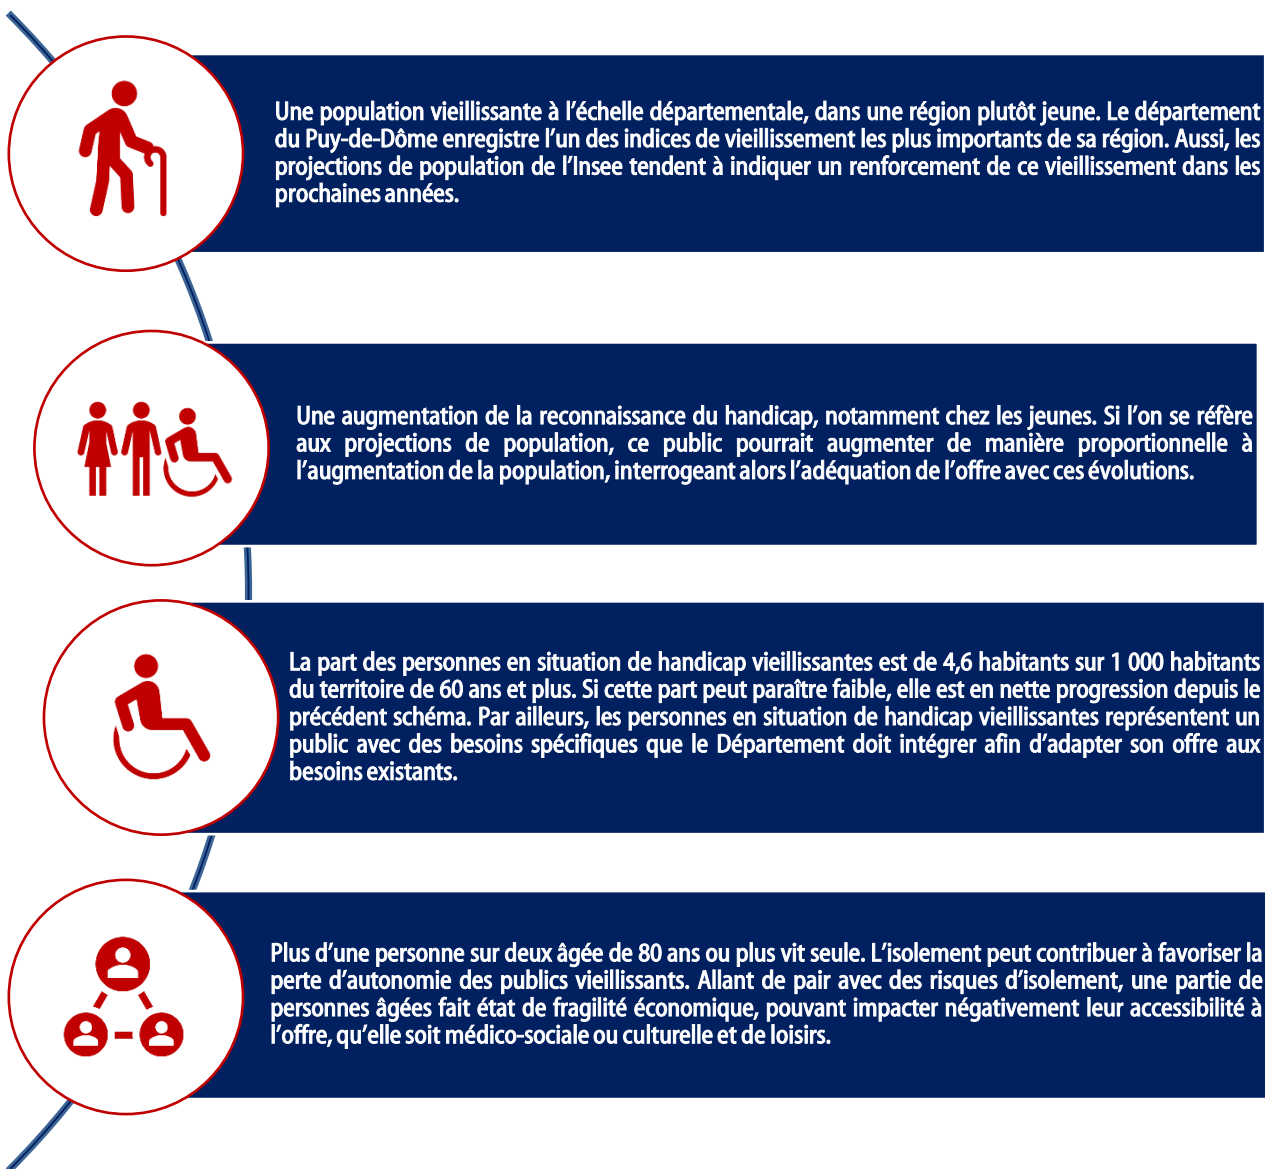 Une population vieillissante à l’échelle départementale, dans une région plutôt jeune. Le département
du Puy-de-Dôme enregistre l’un des indices de vieillissement les plus importants de sa région. Aussi, les
projections de population de l’Insee tendent à indiquer un renforcement de ce vieillissement dans les
prochaines années.
Une augmentation de la reconnaissance du handicap, notamment chez les jeunes. Si l’on se réfère
aux projections de population, ce public pourrait augmenter de manière proportionnelle à
l’augmentation de la population, interrogeant alors l’adéquation de l’offre avec ces évolutions.
La part des personnes en situation de handicap vieillissantes est de 4,6 habitants sur 1 000 habitants
du territoire de 60 ans et plus. Si cette part peut paraître faible, elle est en nette progression depuis le
précédent schéma. Par ailleurs, les personnes en situation de handicap vieillissantes représentent un
public avec des besoins spécifiques que le Département doit intégrer afin d’adapter son offre aux
besoins existants.
Plus d’une personne sur deux âgée de 80 ans ou plus vit seule. L’isolement peut contribuer à favoriser la
perte d’autonomie des publics vieillissants. Allant de pair avec des risques d’isolement, une partie de
personnes âgées fait état de fragilité économique, pouvant impacter négativement leur accessibilité à
l’offre, qu’elle soit médico-sociale ou culturelle et de loisirs.